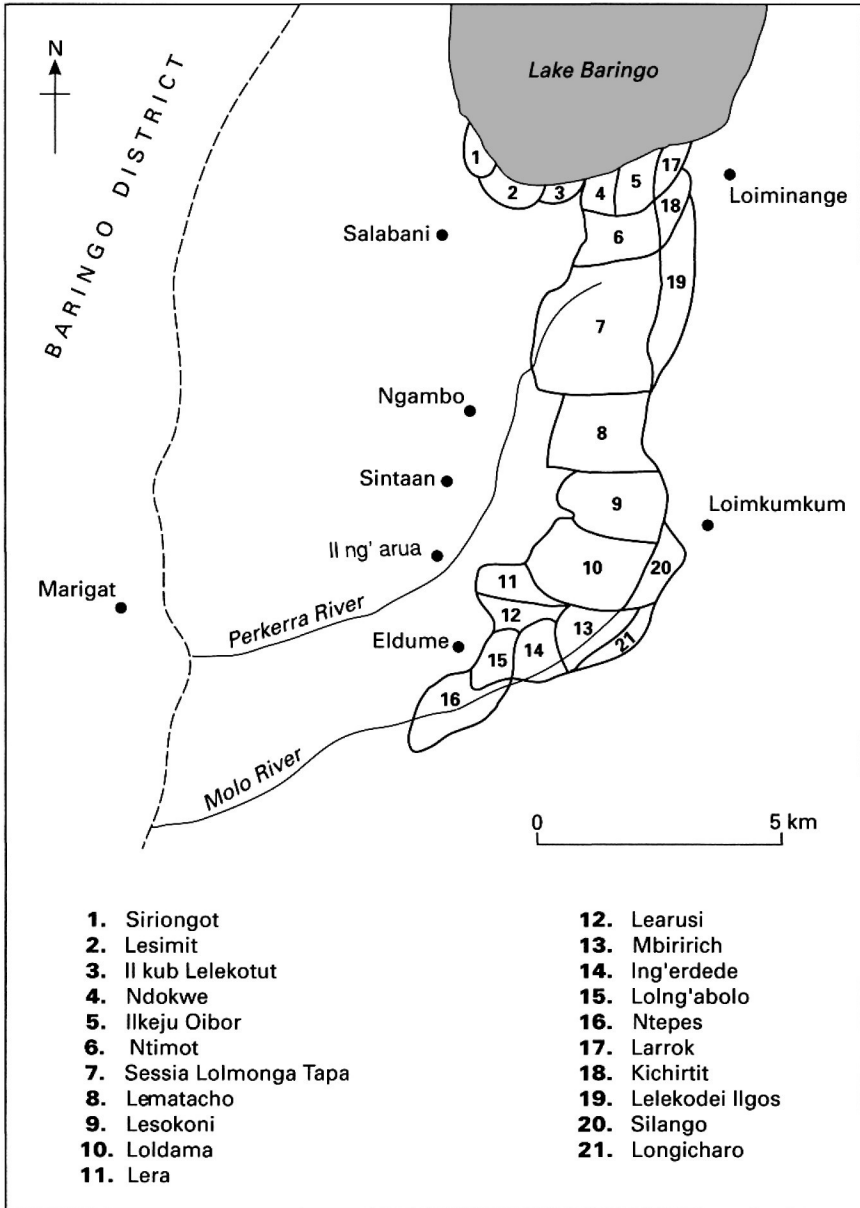 N
Lake Baringo
BARINGO DISTRICT
1
2
3
4
5
17
18
Loiminange
Salabani
6
19
7
Ngambo
8
Sintaan
9
Loimkumkum
Il ng' arua
10
20
11
Marigat
12
13
Perkerra River
Eldume
14
21
15
16
Molo River
0 5 km
1. Siriongot
2. Lesimit
3. Il kub Lelekotut
4. Ndokwe
5. Ilkeju Oibor
6. Ntimot
7. Sessia Lolmonga Tapa
8. Lematacho
9. Lesokoni
10. Loldama
11. Lera
12. Learusi
13. Mbiririch
14. Ing'erdede
15. Lolng'abolo
16. Ntepes
17. Larrok
18. Kichirtit
19. Lelekodei Ilgos
20. Silango
21. Longicharo